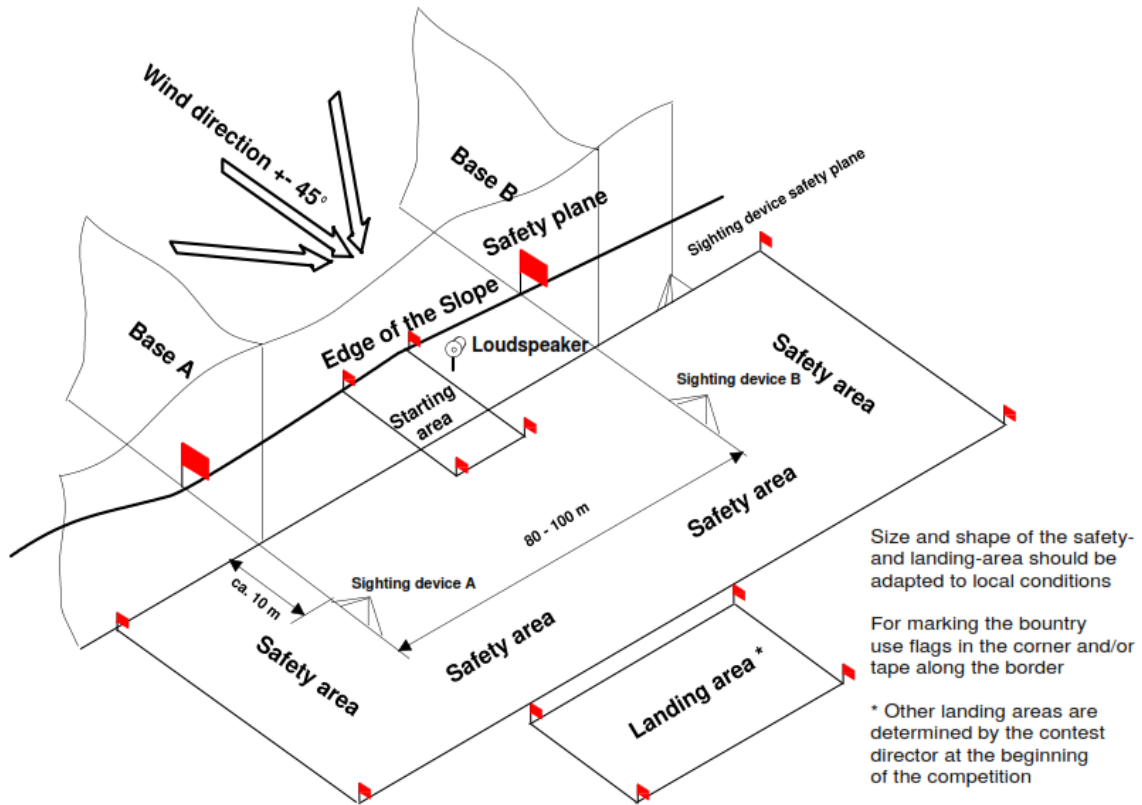 Wind direction +- 45°
Base B
Safety plane
Sighting device safety plane
Base A
Edge of the Slope
Loudspeaker
Safety area
Sighting device B
Starting
area
80 - 100 m
Safety area
Sighting device A
ca. 10 m
Safety area
Safety area
Landing area *
Size and shape of the safety-
and landing-area should be
adapted to local conditions
For marking the bountry
use flags in the corner and/or
tape along the border
* Other landing areas are
determined by the contest
director at the beginning
of the competition